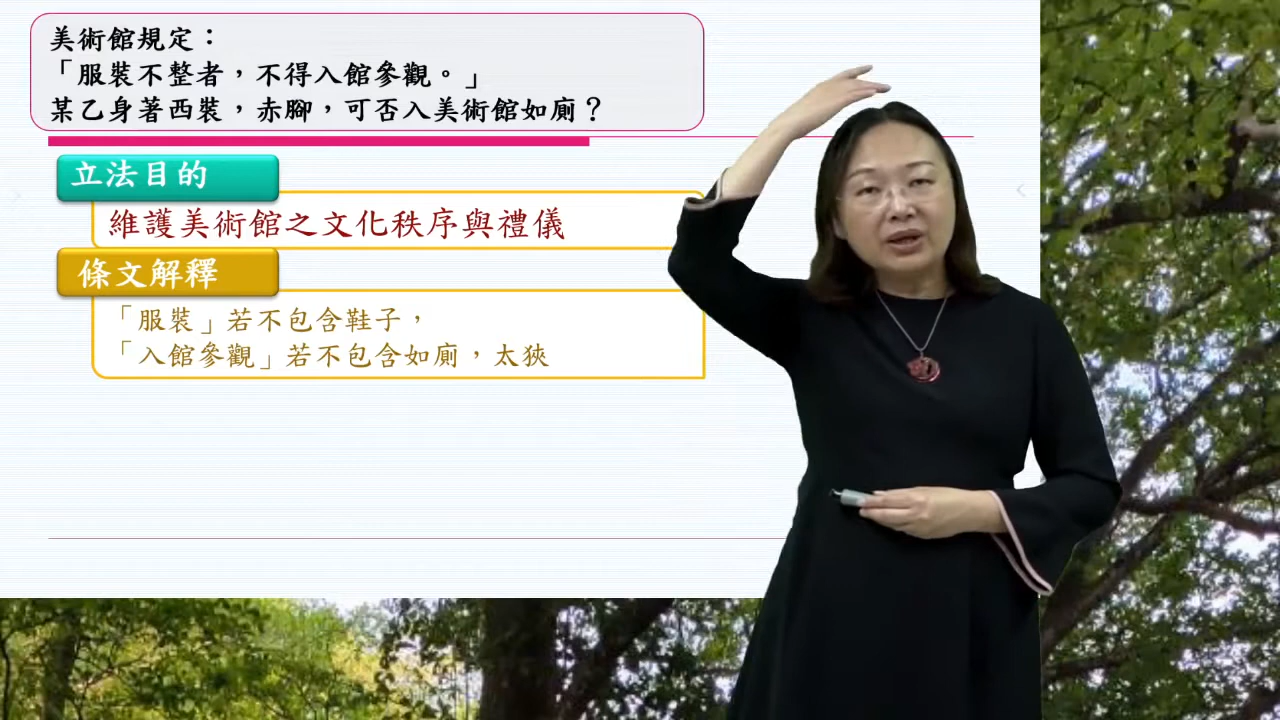 美術館規定：
「服裝不整者，不得入館參觀。」
某乙身著西裝，赤腳，可否入美術館如廁？
立法目的
維護美術館之文化秩序與禮儀
條文解釋
「服裝」若不包含鞋子，
「入館參觀」若不包含如廁，太狹